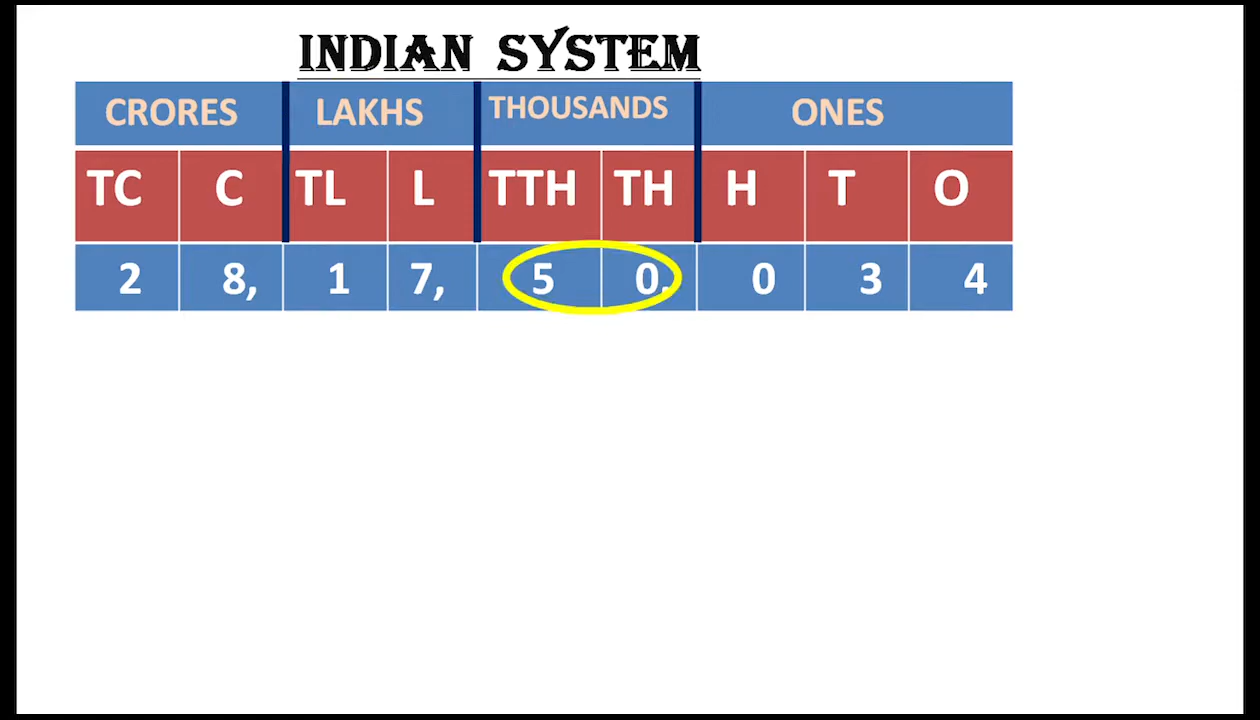 INDIAN SYSTEM
CRORES LAKHS THOUSANDS ONES
TC C TL L TTH TH H T O
2 8, 1 7, 5 0, 0 3 4